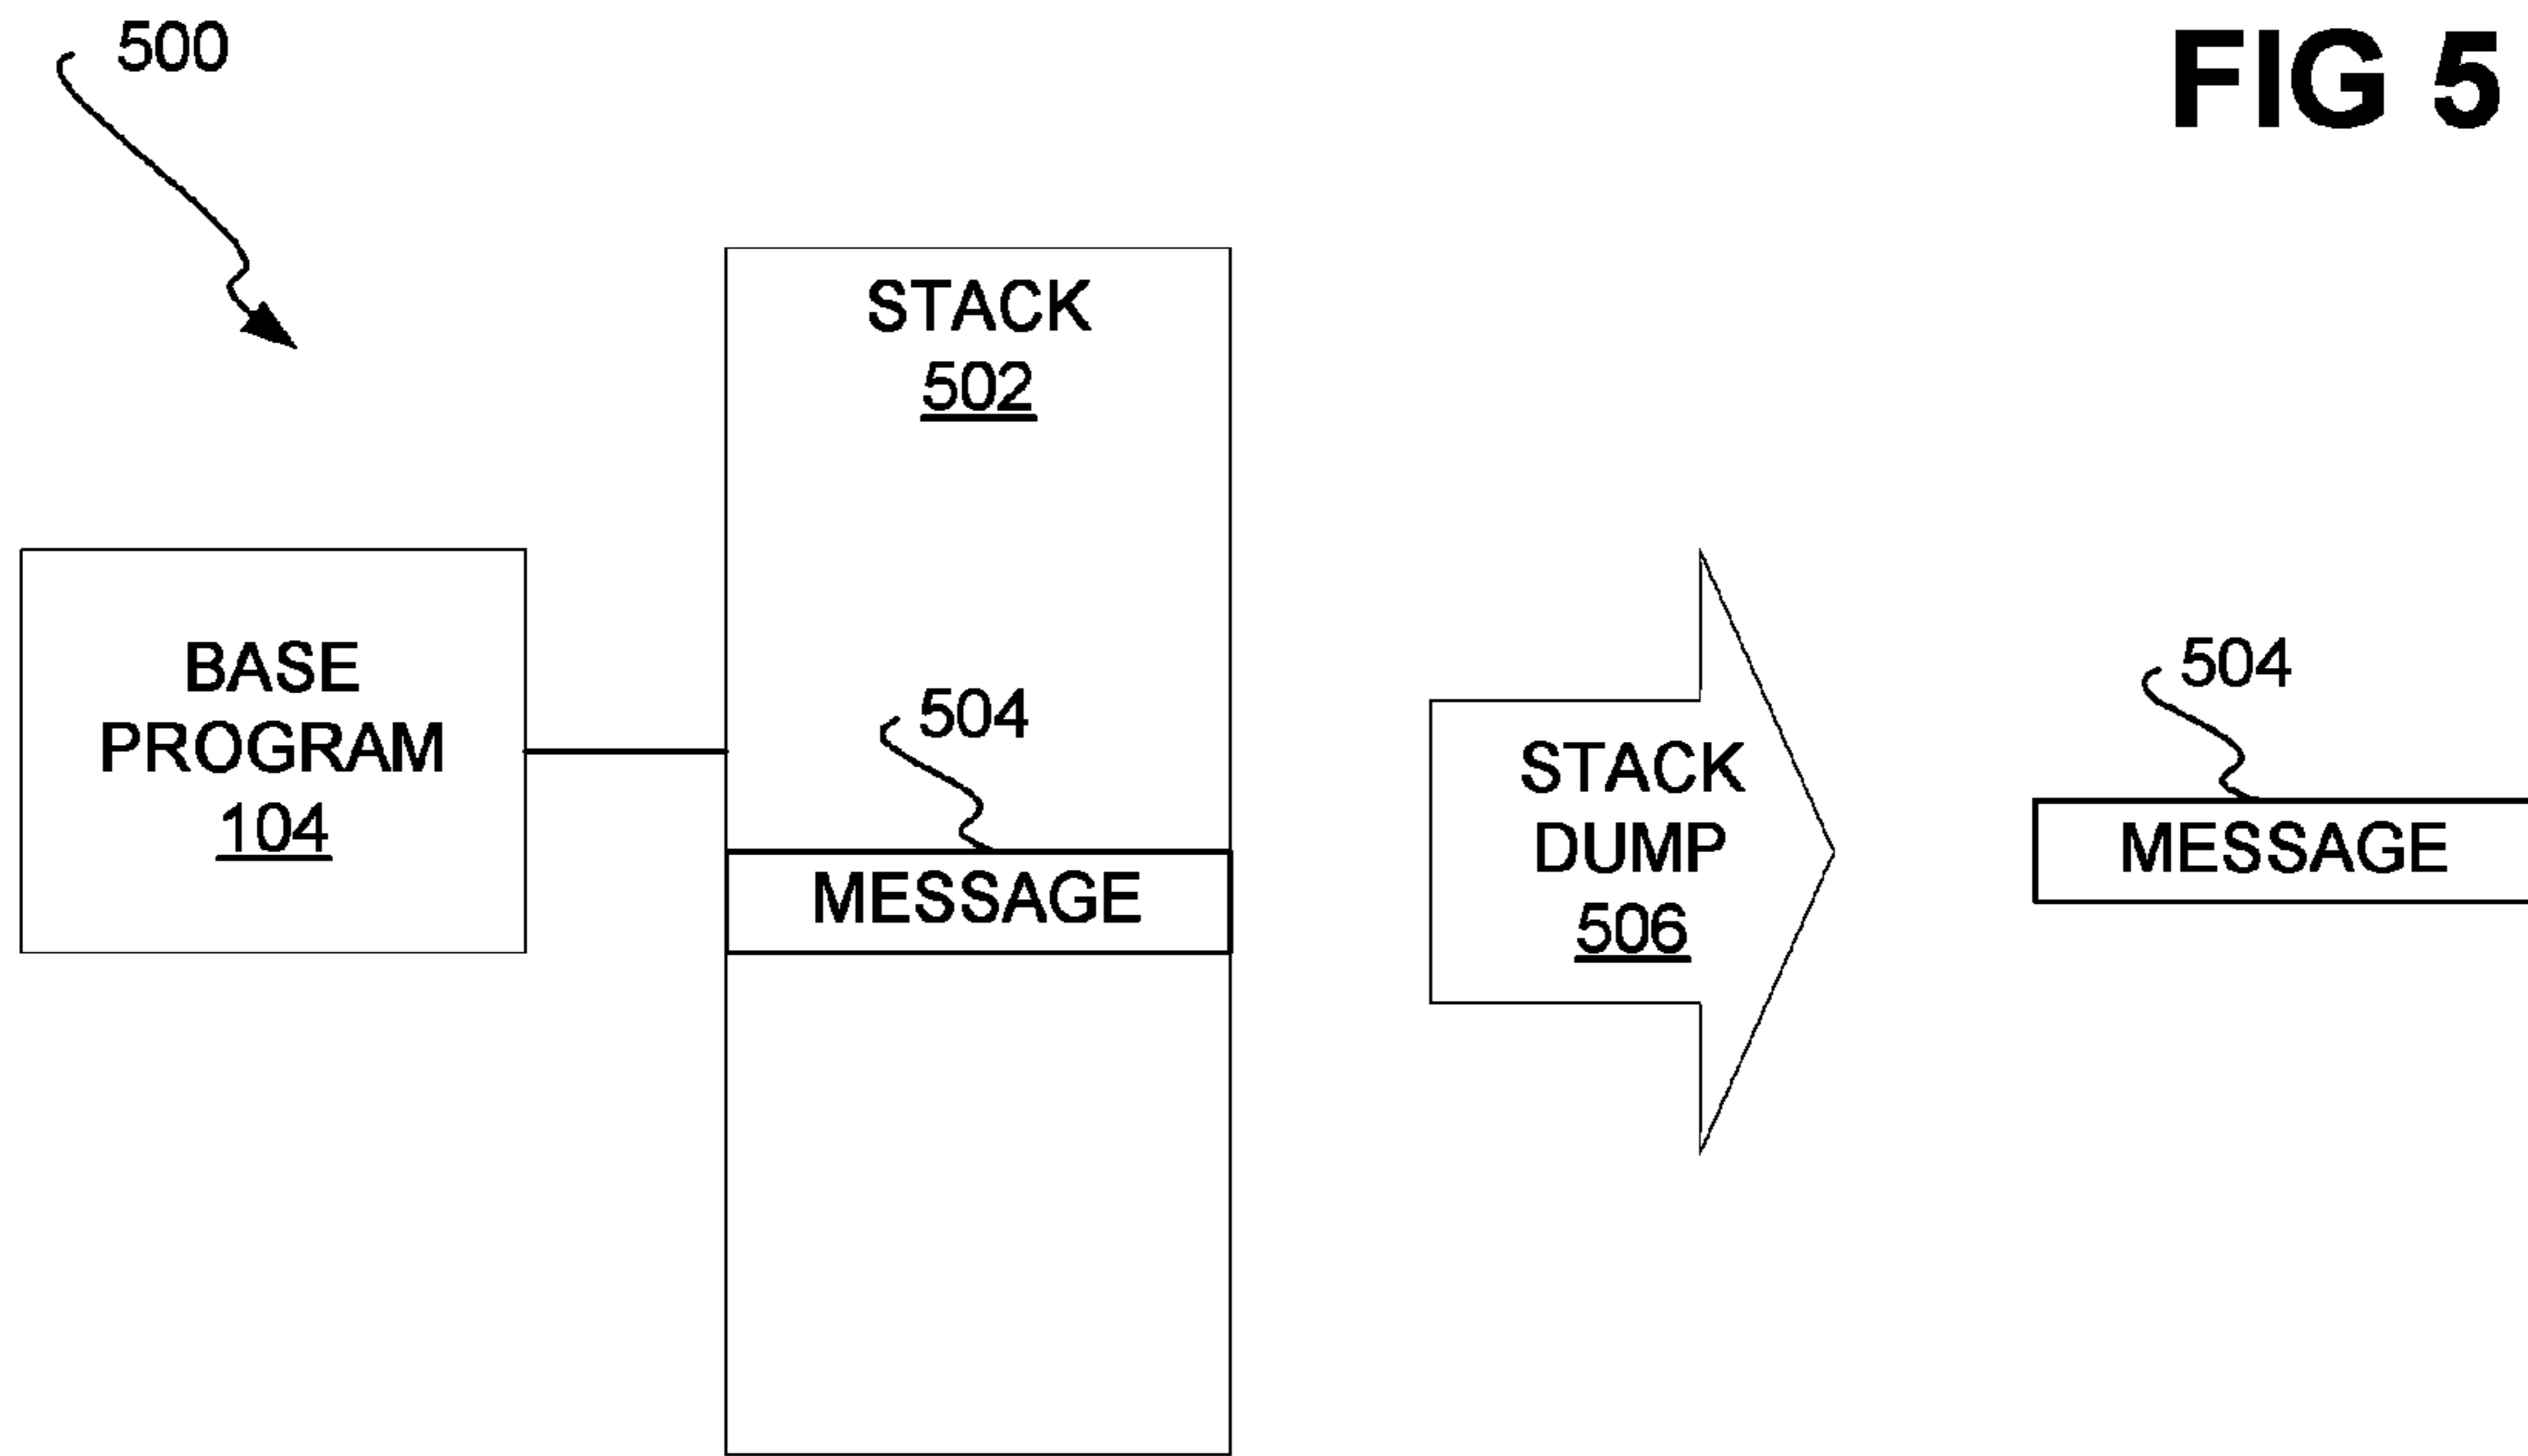 500
FIG 5
STACK
502
BASE
PROGRAM
104
504
MESSAGE
STACK
DUMP
506
504
MESSAGE